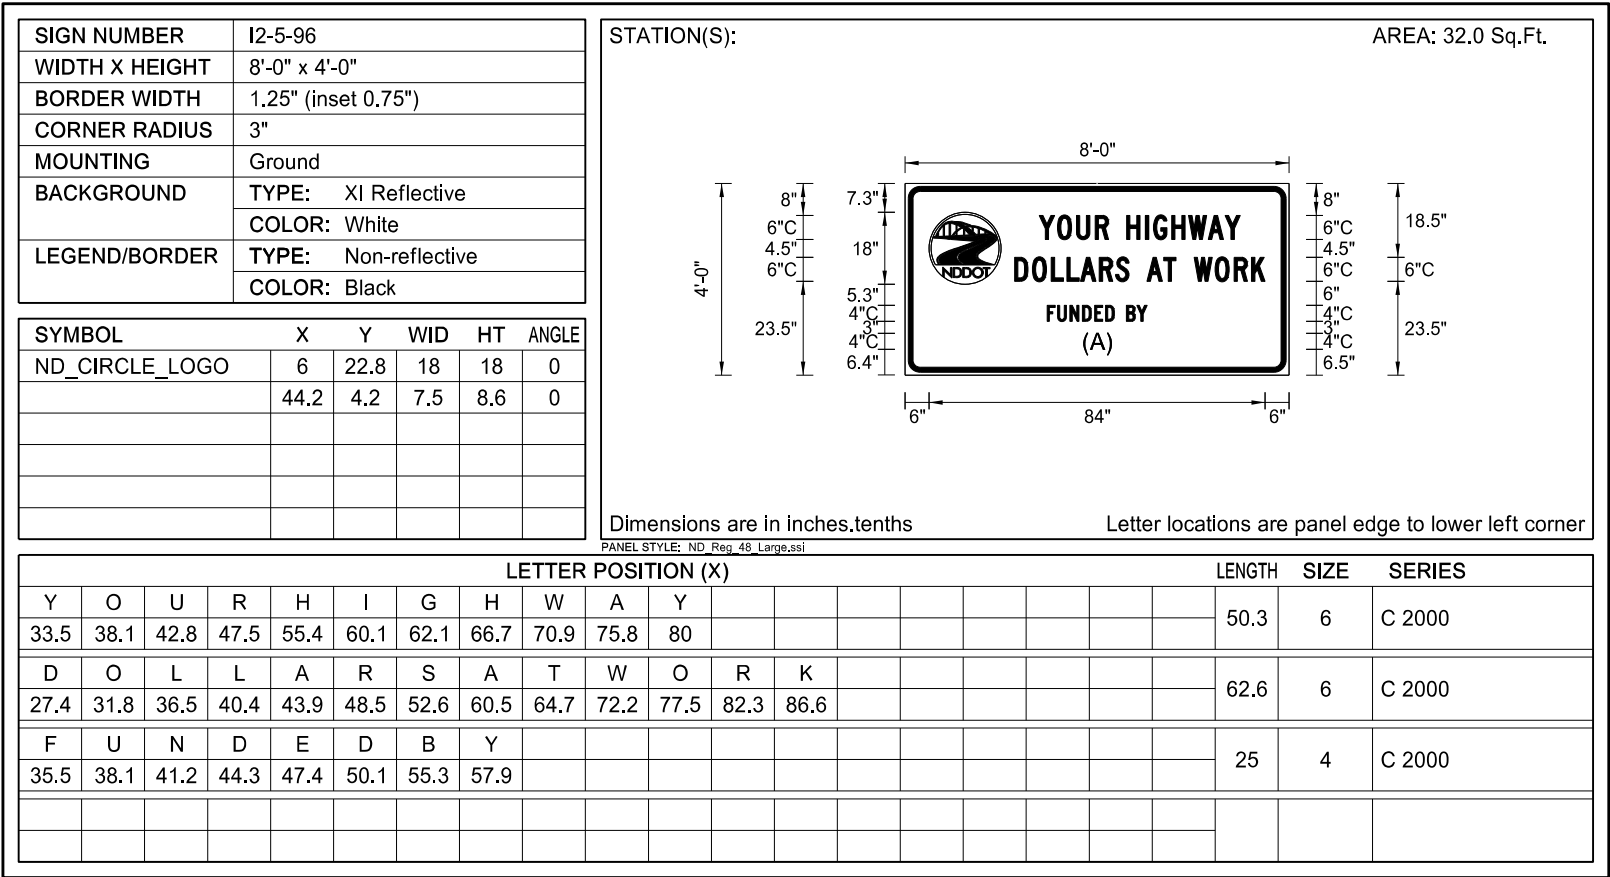 SIGN NUMBER I2-5-96
WIDTH X HEIGHT 8'-0" x 4'-0"
BORDER WIDTH 1.25" (inset 0.75")
CORNER RADIUS 3"
MOUNTING Ground
BACKGROUND TYPE: XI Reflective
COLOR: White
LEGEND/BORDER TYPE: Non-reflective
COLOR: Black
SYMBOL X Y WID HT ANGLE
ND_CIRCLE_LOGO 6 22.8 18 18 0
44.2 4.2 7.5 8.6 0
STATION(S): AREA: 32.0 Sq.Ft.
8'-0"
4'-0"
8"
6"C
4.5"
6"C
23.5"
7.3"
18"
5.3"
4"C
3"
4"C
6.4"
NDDOT
YOUR HIGHWAY
DOLLARS AT WORK
FUNDED BY
(A)
8"
6"C
4.5"
6"C
6"
4"C
3"
4"C
6.5"
18.5"
6"C
23.5"
6" 84" 6"
Dimensions are in inches.tenths Letter locations are panel edge to lower left corner
PANEL STYLE: ND_Reg_48_Large.ssi
LETTER POSITION (X) LENGTH SIZE SERIES
Y O U R H I G H W A Y
33.5 38.1 42.8 47.5 55.4 60.1 62.1 66.7 70.9 75.8 80 50.3 6 C 2000
D O L L A R S A T W O R K
27.4 31.8 36.5 40.4 43.9 48.5 52.6 60.5 64.7 72.2 77.5 82.3 86.6 62.6 6 C 2000
F U N D E D B Y
35.5 38.1 41.2 44.3 47.4 50.1 55.3 57.9 25 4 C 2000